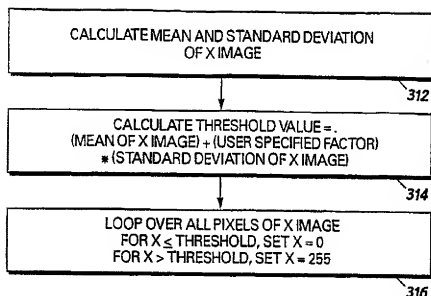 CALCULATE MEAN AND STANDARD DEVIATION
OF X IMAGE
312
CALCULATE THRESHOLD VALUE =.
(MEAN OF X IMAGE) + (USER SPECIFIED FACTOR)
* (STANDARD DEVIATION OF X IMAGE)
314
LOOP OVER ALL PIXELS OF X IMAGE
FOR X ≤ THRESHOLD, SET X = 0
FOR X > THRESHOLD, SET X = 255
316